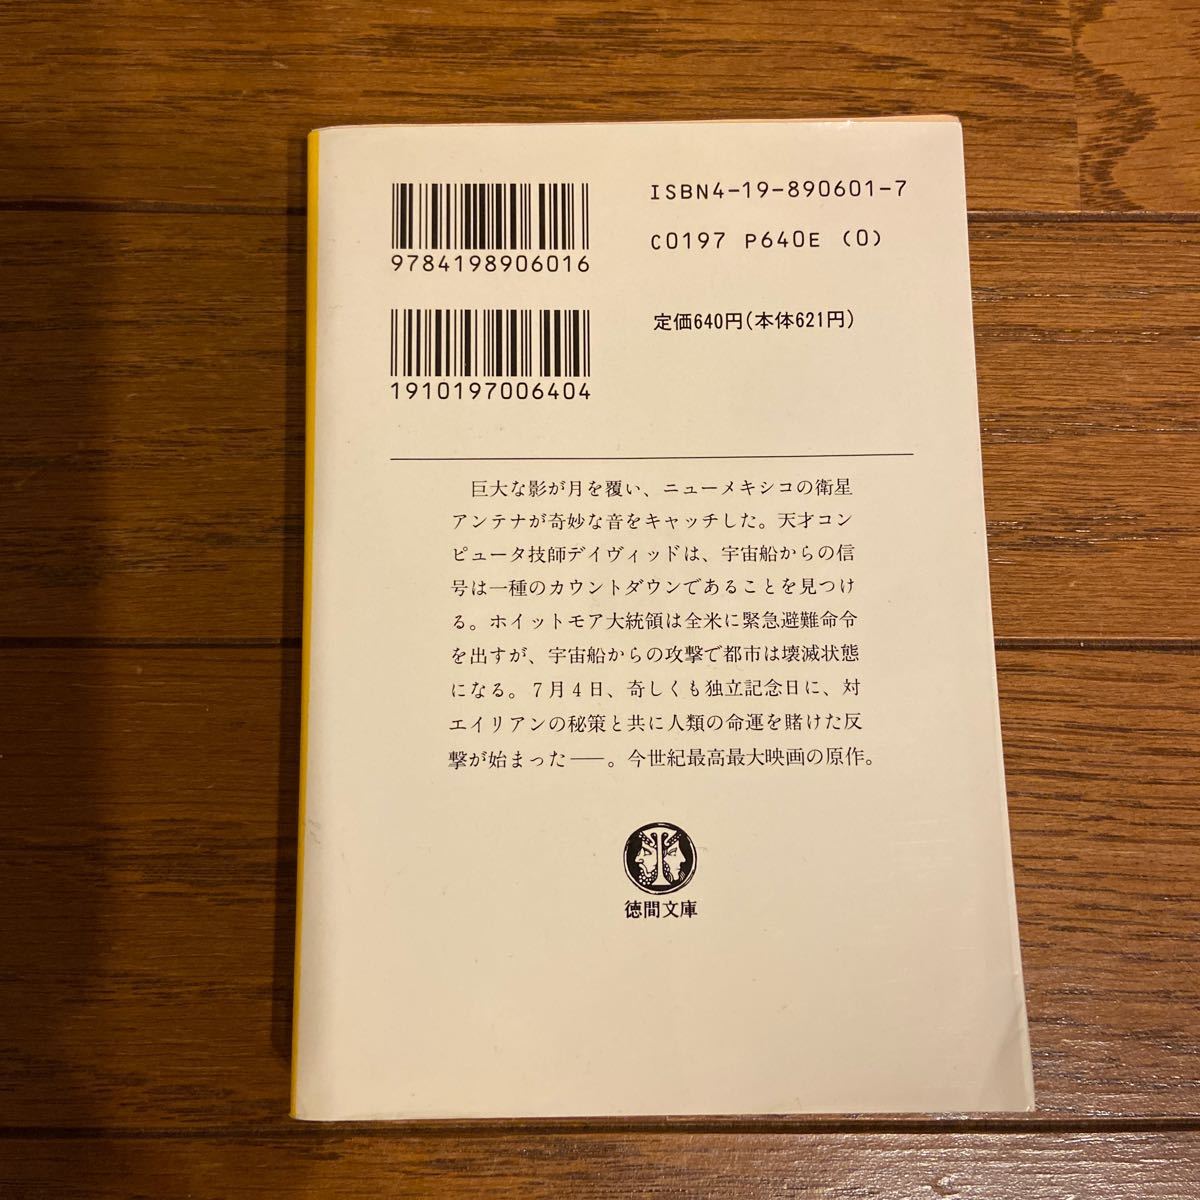 ISBN4-19-890601-7
C0197 P640E (0)
9784198906016
定価640円(本体621円)
1910197006404
巨大な影が月を覆い、ニューメキシコの衛星
アンテナが奇妙な音をキャッチした。天才コン
ピュータ技師デイヴィッドは、宇宙船からの信
号は一種のカウントダウンであることを見つけ
る。ホイットモア大統領は全米に緊急避難命令
を出すが、宇宙船からの攻撃で都市は壊滅状態
になる。7月4日、奇しくも独立記念日に、対
エイリアンの秘策と共に人類の命運を賭けた反
撃が始まった——。今世紀最高最大映画の原作。
徳間文庫